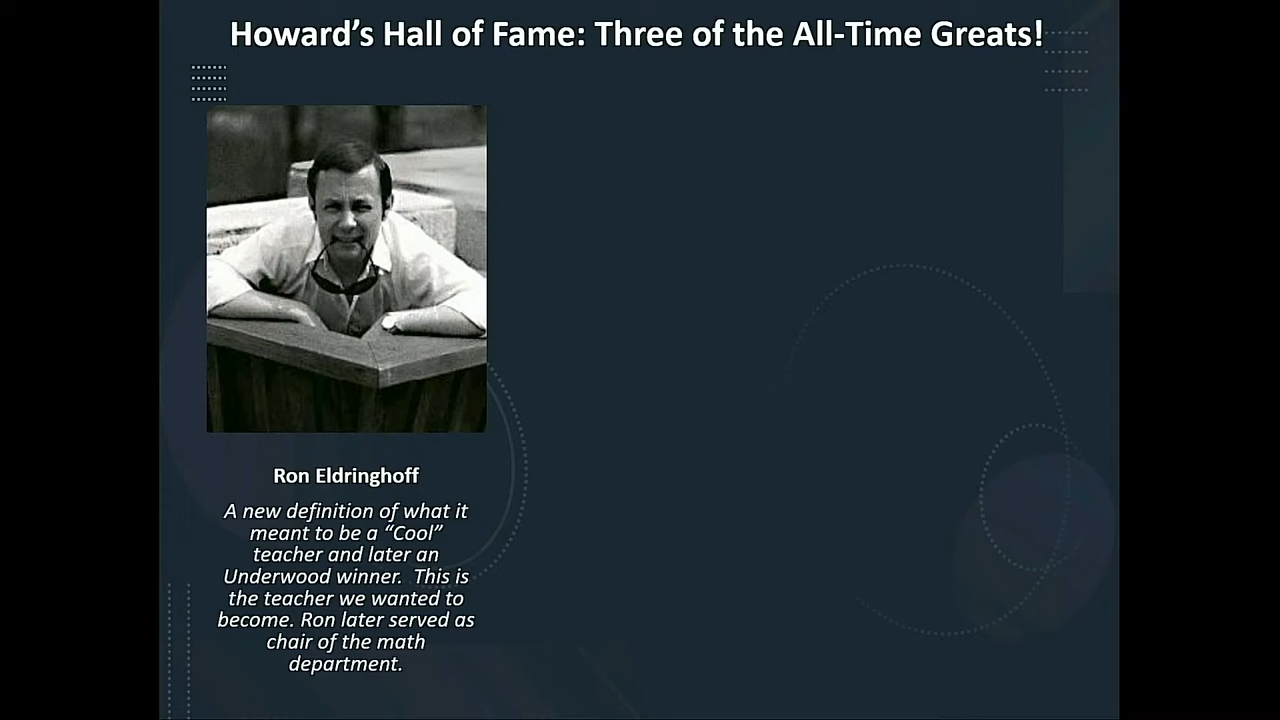 Howard’s Hall of Fame: Three of the All-Time Greats!
Ron Eldringhoff
A new definition of what it
meant to be a “Cool”
teacher and later an
Underwood winner.  This is
the teacher we wanted to
become. Ron later served as
chair of the math
department.